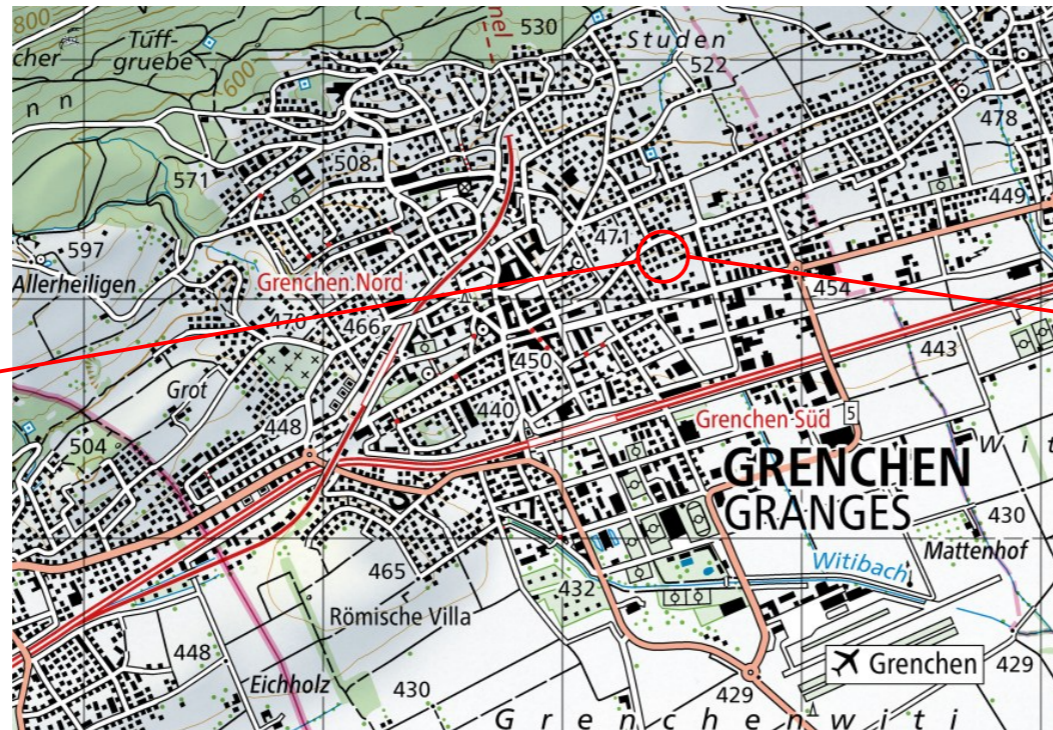 800
530
Studen
Tüff-
gruebe
cher
nel
522
600
n n
478
508
571
449
471
597
Allerheiligen
Grenchen Nord
454
470
466
443
450
Grot
440
Grenchen Süd
5
448
504
GRENCHEN
W i t
GRANGES
430
Mattenhof
465
432
Witibach
Römische Villa
448
Grenchen
429
Eichholz
430
429
Grenchenwiti